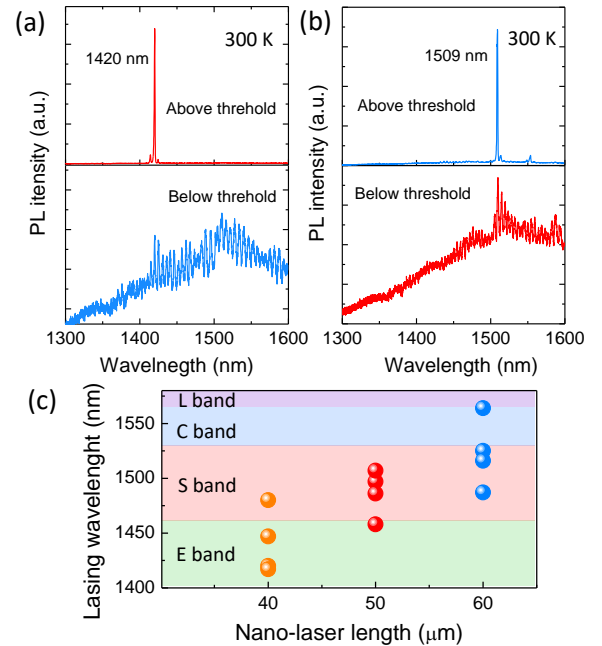 (a)
300 K
1420 nm
Above threhold
Below threhold
PL itensity (a.u.)
1300 1400 1500 1600
Wavelnegth (nm)
(b)
300 K
1509 nm
Above threshold
Below threshold
PL intensity (a.u.)
1300 1400 1500 1600
Wavelength (nm)
(c)
Lasing wavelenght (nm)
1550
1500
1450
1400
L band
C band
S band
E band
40 50 60
Nano-laser length (μm)